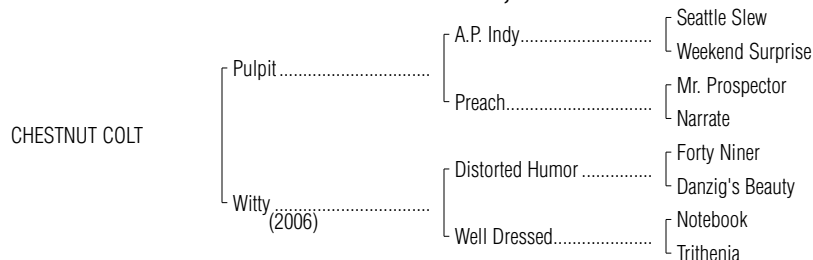 Seattle Slew
A.P. Indy
Weekend Surprise
Pulpit
Mr. Prospector
Preach
Narrate
CHESTNUT COLT
Forty Niner
Distorted Humor
Danzig's Beauty
Witty
(2006)
Notebook
Well Dressed
Trithenia